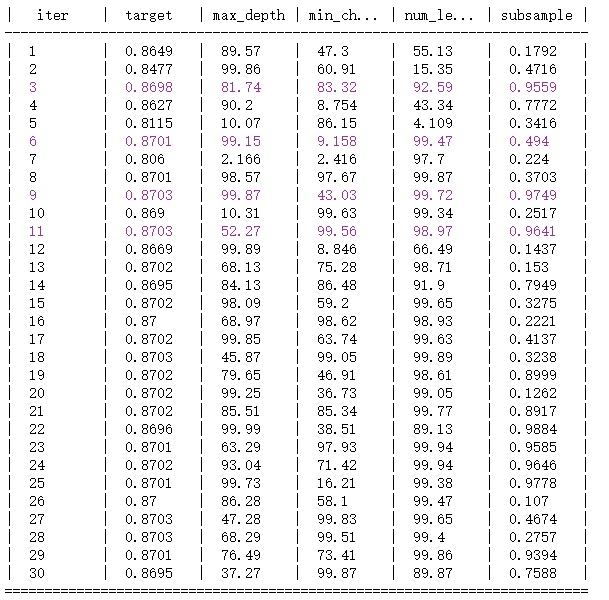 | iter | target | max_depth | min_ch... | num_le... | subsample |
| 1 | 0.8649 | 89.57 | 47.3 | 55.13 | 0.1792 |
| 2 | 0.8477 | 99.86 | 60.91 | 15.35 | 0.4716 |
| 3 | 0.8698 | 81.74 | 83.32 | 92.59 | 0.9559 |
| 4 | 0.8627 | 90.2 | 8.754 | 43.34 | 0.7772 |
| 5 | 0.8115 | 10.07 | 86.15 | 4.109 | 0.3416 |
| 6 | 0.8701 | 99.15 | 9.158 | 99.47 | 0.494 |
| 7 | 0.806 | 2.166 | 2.416 | 97.7 | 0.224 |
| 8 | 0.8701 | 98.57 | 97.67 | 99.87 | 0.3703 |
| 9 | 0.8703 | 99.87 | 43.03 | 99.72 | 0.9749 |
| 10 | 0.869 | 10.31 | 99.63 | 99.34 | 0.2517 |
| 11 | 0.8703 | 52.27 | 99.56 | 98.97 | 0.9641 |
| 12 | 0.8669 | 99.89 | 8.846 | 66.49 | 0.1437 |
| 13 | 0.8702 | 68.13 | 75.28 | 98.71 | 0.153 |
| 14 | 0.8695 | 84.13 | 86.48 | 91.9 | 0.7949 |
| 15 | 0.8702 | 98.09 | 59.2 | 99.65 | 0.3275 |
| 16 | 0.87 | 68.97 | 98.62 | 98.93 | 0.2221 |
| 17 | 0.8702 | 99.85 | 63.74 | 99.63 | 0.4137 |
| 18 | 0.8703 | 45.87 | 99.05 | 99.89 | 0.3238 |
| 19 | 0.8702 | 79.65 | 46.91 | 98.61 | 0.8999 |
| 20 | 0.8702 | 99.25 | 36.73 | 99.05 | 0.1262 |
| 21 | 0.8702 | 85.51 | 85.34 | 99.77 | 0.8917 |
| 22 | 0.8696 | 99.99 | 38.51 | 89.13 | 0.9884 |
| 23 | 0.8701 | 63.29 | 97.93 | 99.94 | 0.9585 |
| 24 | 0.8702 | 93.04 | 71.42 | 99.94 | 0.9646 |
| 25 | 0.8701 | 99.73 | 16.21 | 99.38 | 0.9778 |
| 26 | 0.87 | 86.28 | 58.1 | 99.47 | 0.107 |
| 27 | 0.8703 | 47.28 | 99.83 | 99.65 | 0.4674 |
| 28 | 0.8703 | 68.29 | 99.51 | 99.4 | 0.2757 |
| 29 | 0.8701 | 76.49 | 73.41 | 99.86 | 0.9394 |
| 30 | 0.8695 | 37.27 | 99.87 | 89.87 | 0.7588 |